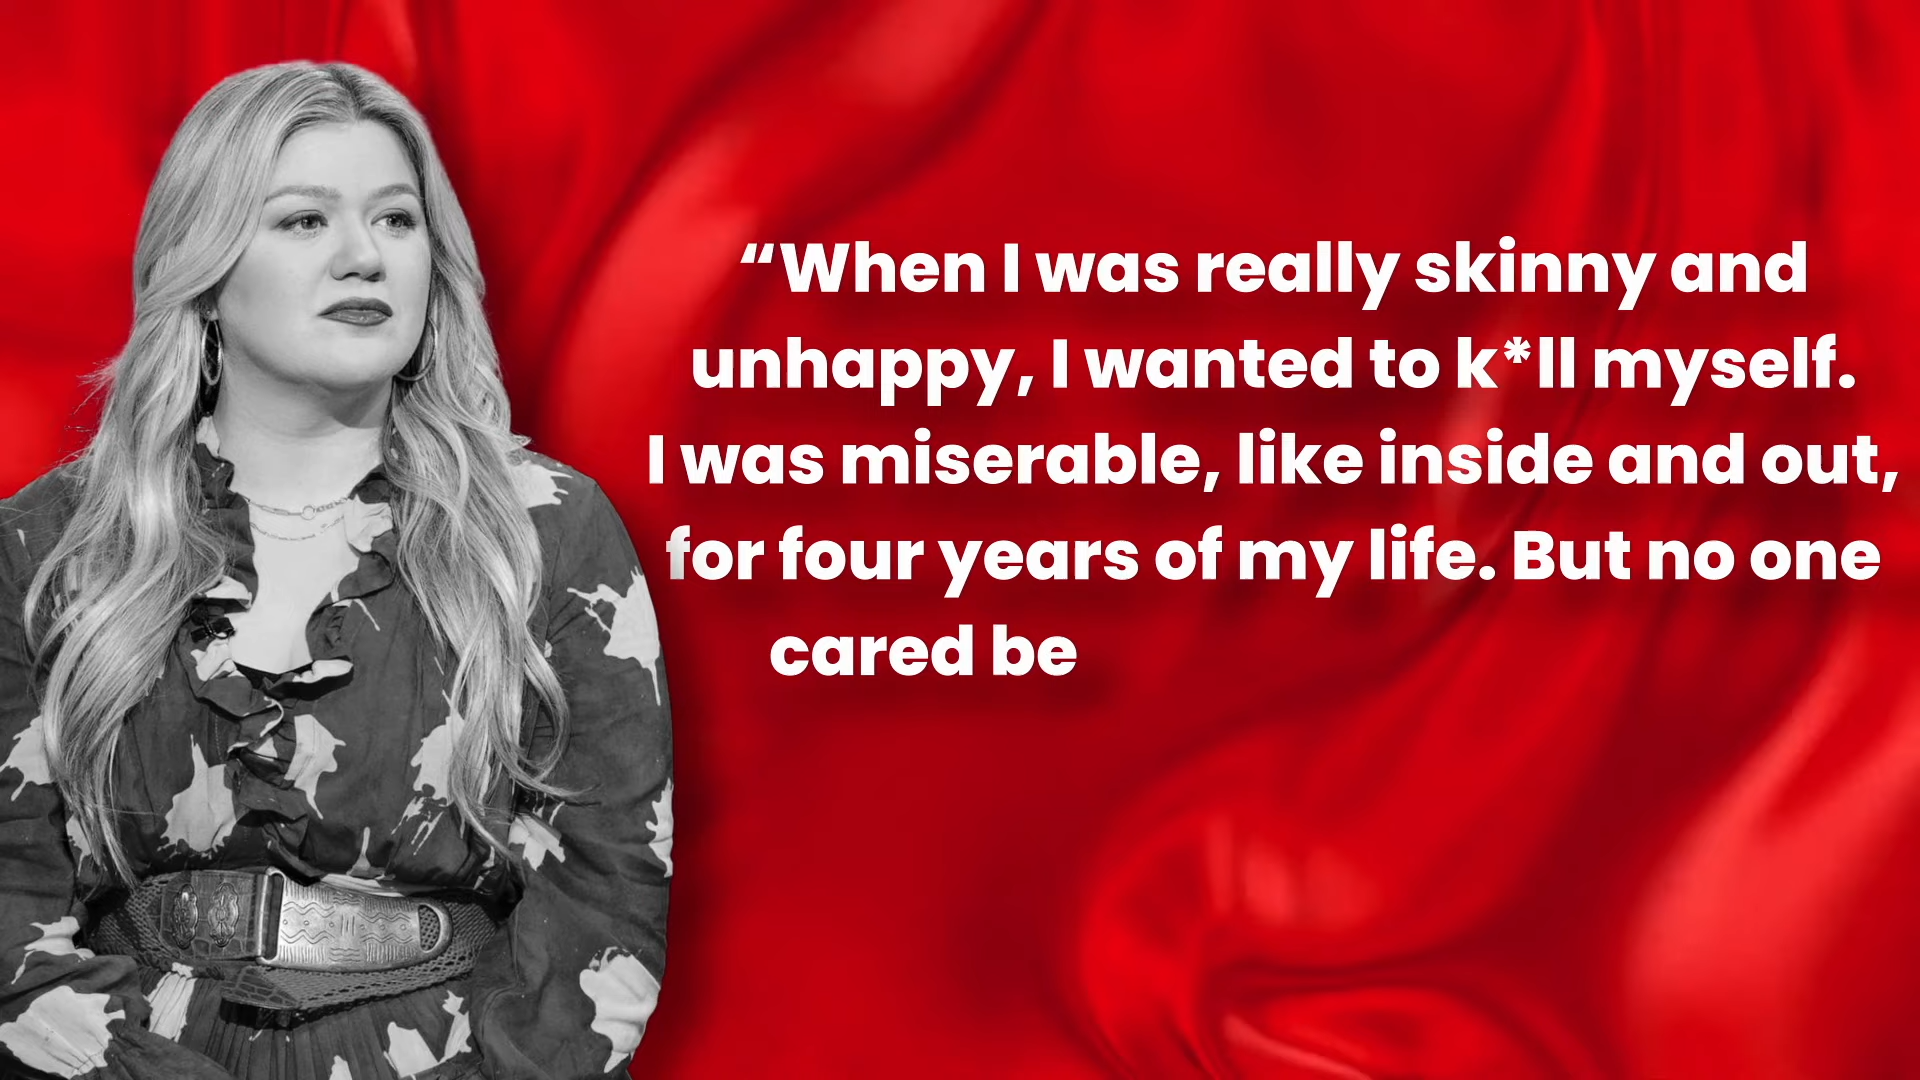 “When I was really skinny and
unhappy, I wanted to k*ll myself.
I was miserable, like inside and out,
for four years of my life. But no one
cared be